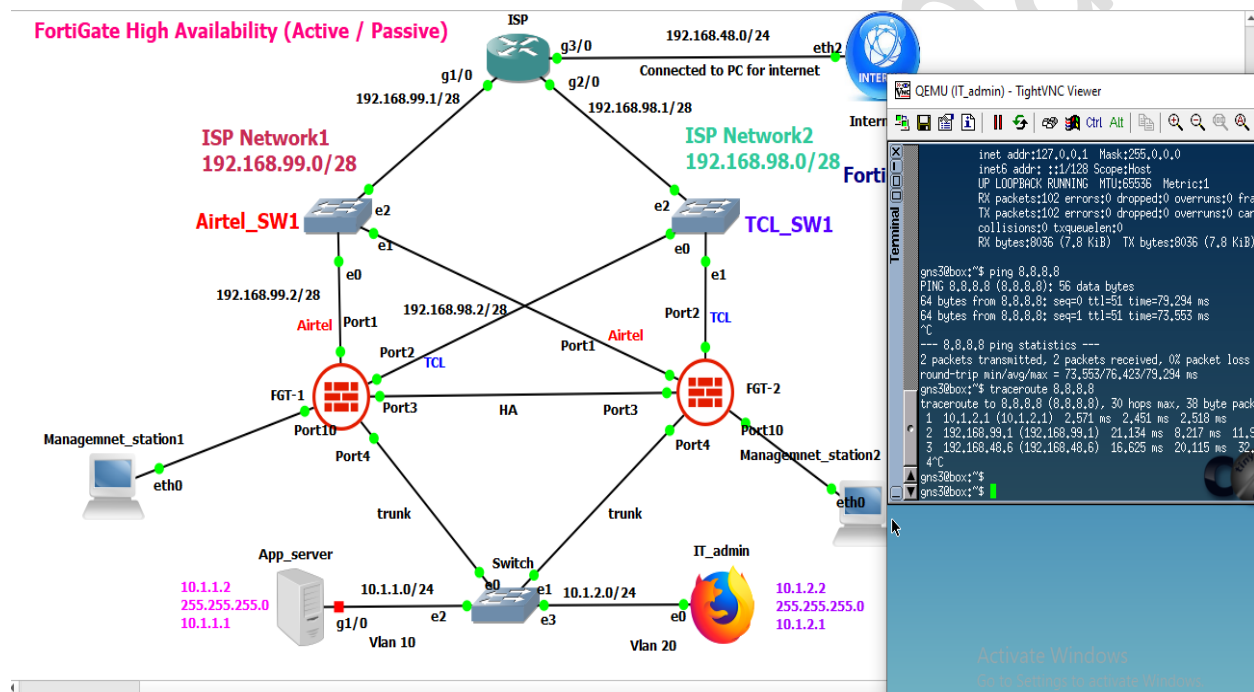 FortiGate High Availability (Active / Passive)
ISP
g3/0
192.168.48.0/24
eth2
Connected to PC for internet
g1/0
g2/0
192.168.99.1/28
192.168.98.1/28
ISP Network1
192.168.99.0/28
ISP Network2
192.168.98.0/28
Airtel_SW1
e2
e1
e0
TCL_SW1
e2
e0
e1
192.168.99.2/28
192.168.98.2/28
Airtel
Port1
Port2
TCL
Port1
Airtel
Port2
TCL
FGT-1
Port3
HA
Port3
FGT-2
Port10
Port4
Port4
Port10
Managemnet_station1
eth0
Managemnet_station2
eth0
trunk
trunk
App_server
Switch
IT_admin
10.1.1.2
255.255.255.0
10.1.1.1
10.1.1.0/24
g1/0
e2
Vlan 10
e0
e1
10.1.2.0/24
e3
e0
Vlan 20
10.1.2.2
255.255.255.0
10.1.2.1
QEMU (IT_admin) - TightVNC Viewer
Ctrl Alt
Terminal
inet addr:127.0.0.1 Mask:255.0.0.0
inet6 addr: ::1/128 Scope:Host
UP LOOPBACK RUNNING MTU:65536 Metric:1
RX packets:102 errors:0 dropped:0 overruns:0 fra
TX packets:102 errors:0 dropped:0 overruns:0 car
collisions:0 txqueuelen:0
RX bytes:8036 (7.8 KiB) TX bytes:8036 (7.8 KiB)
gns3@box:~$ ping 8.8.8.8
PING 8.8.8.8 (8.8.8.8): 56 data bytes
64 bytes from 8.8.8.8: seq=0 ttl=51 time=79.294 ms
64 bytes from 8.8.8.8: seq=1 ttl=51 time=73.553 ms
^C
--- 8.8.8.8 ping statistics ---
2 packets transmitted, 2 packets received, 0% packet loss
round-trip min/avg/max = 73.553/76.423/79.294 ms
gns3@box:~$ traceroute 8.8.8.8
traceroute to 8.8.8.8 (8.8.8.8), 30 hops max, 38 byte pack
1 10.1.2.1 (10.1.2.1) 2.571 ms 2.451 ms 2.518 ms
2 192.168.99.1 (192.168.99.1) 21.134 ms 8.217 ms 11.9
3 192.168.48.6 (192.168.48.6) 16.625 ms 20.115 ms 32.
4^C
gns3@box:~$
gns3@box:~$
Activate Windows
Go to Settings to activate Windows.